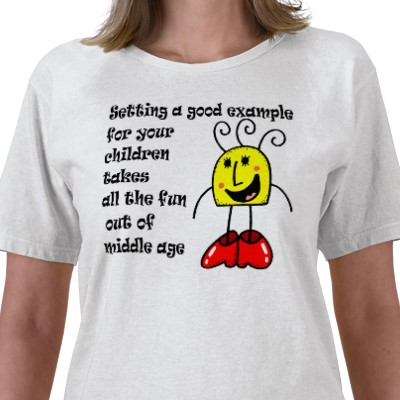 Setting a good example
for your
children
takes
all the fun
out of
middle age